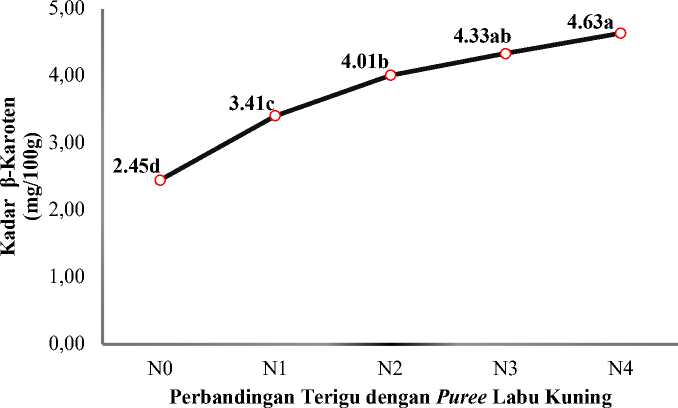 Kadar β-Karoten
(mg/100g)
5,00
4,00
3,00
2,00
1,00
0,00
2.45d
3.41c
4.01b
4.33ab
4.63a
N0
N1
N2
N3
N4
Perbandingan Terigu dengan Puree Labu Kuning